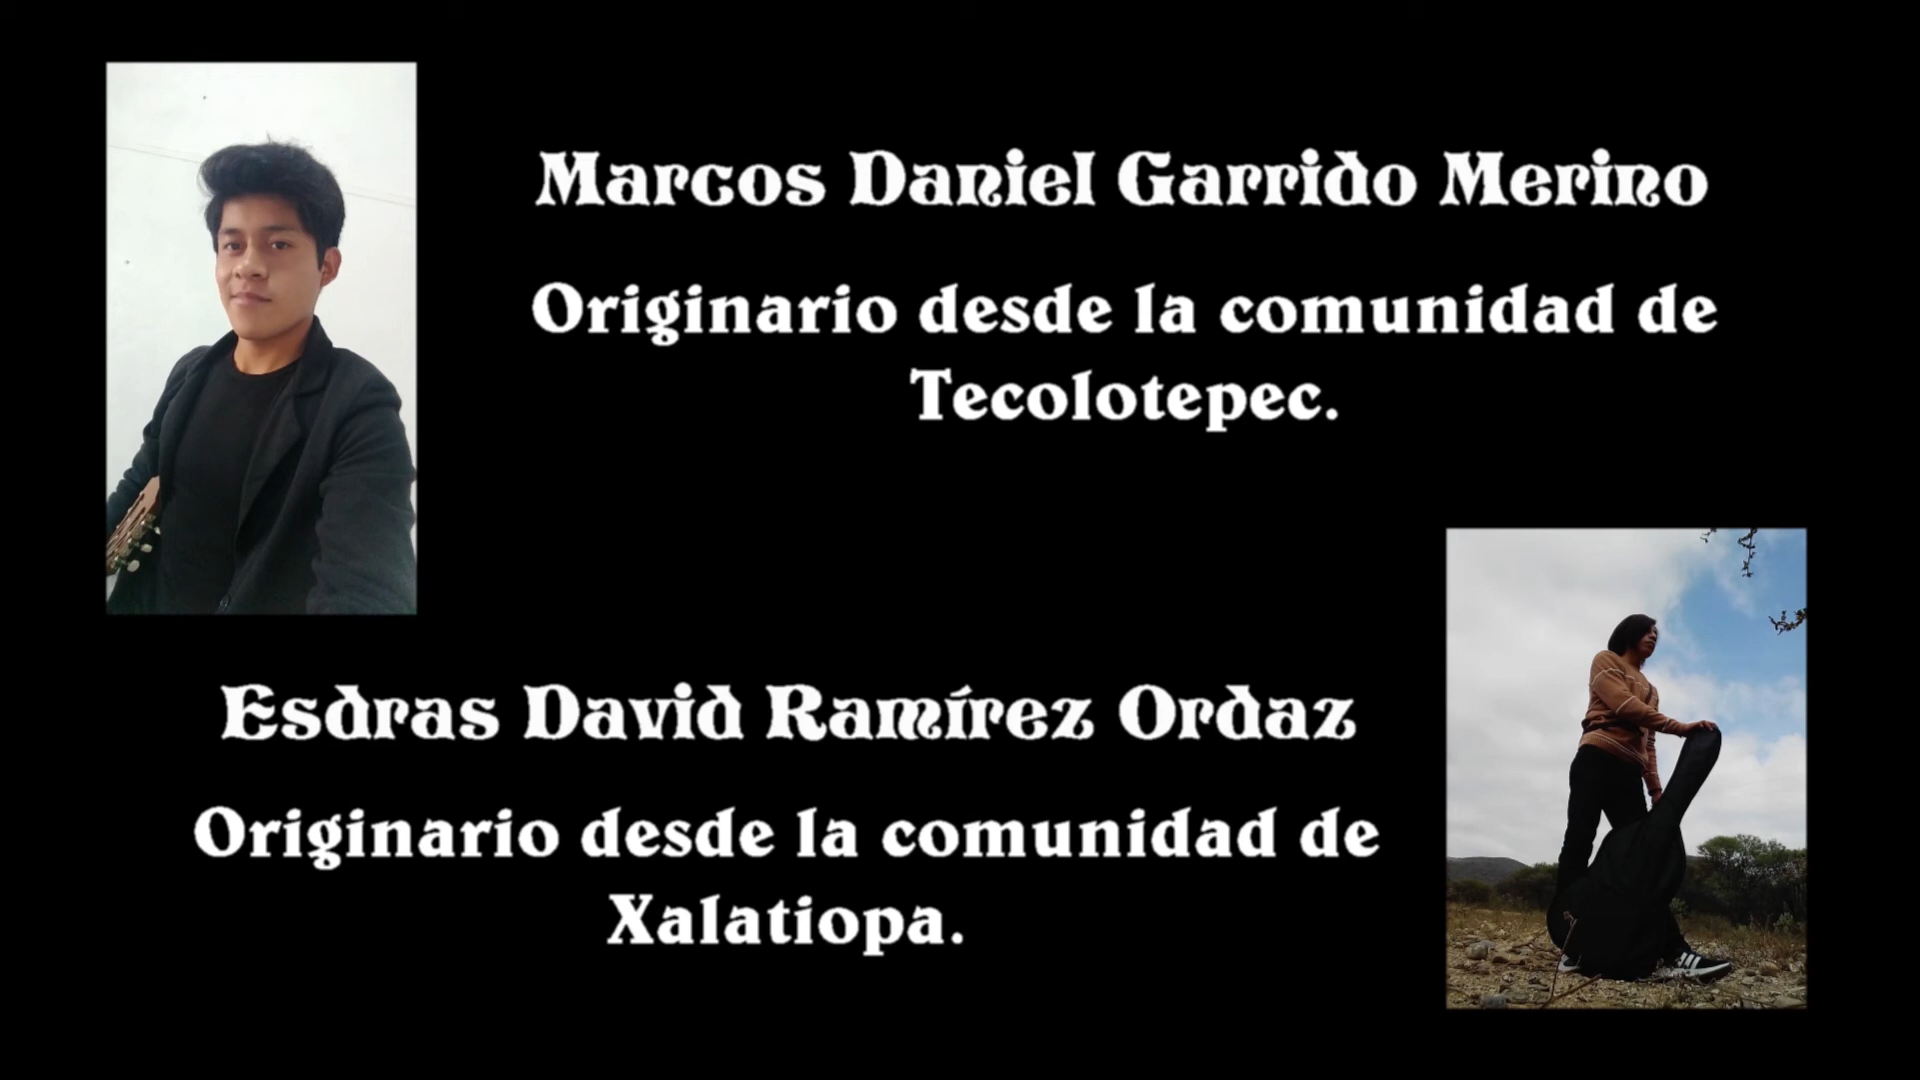 Marcos Daniel Garrido Merino
Originario desde la comunidad de
Tecolotepec.
Esdras David Ramírez Ordaz
Originario desde la comunidad de
Xalatiopa.